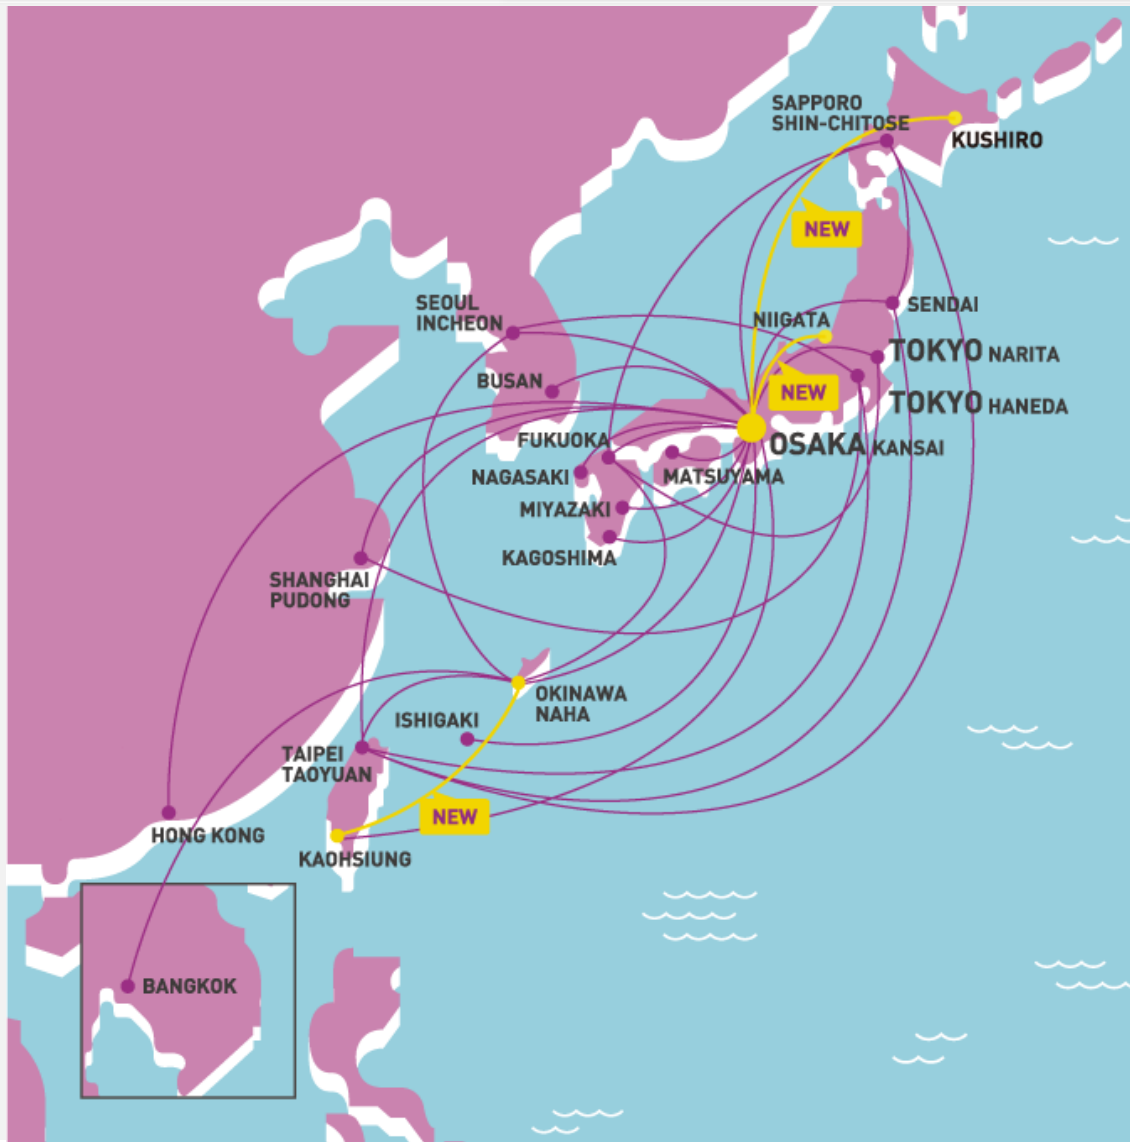 SAPPORO
SHIN-CHITOSE
KUSHIRO
NEW
SEOUL
INCHEON
SENDAI
NIIGATA
TOKYO NARITA
BUSAN
NEW
TOKYO HANEDA
FUKUOKA
OSAKA KANSAI
NAGASAKI
MATSUYAMA
MIYAZAKI
KAGOSHIMA
SHANGHAI
PUDONG
OKINAWA
NAHA
ISHIGAKI
TAIPEI
TAOYUAN
NEW
HONG KONG
KAOHSIUNG
BANGKOK